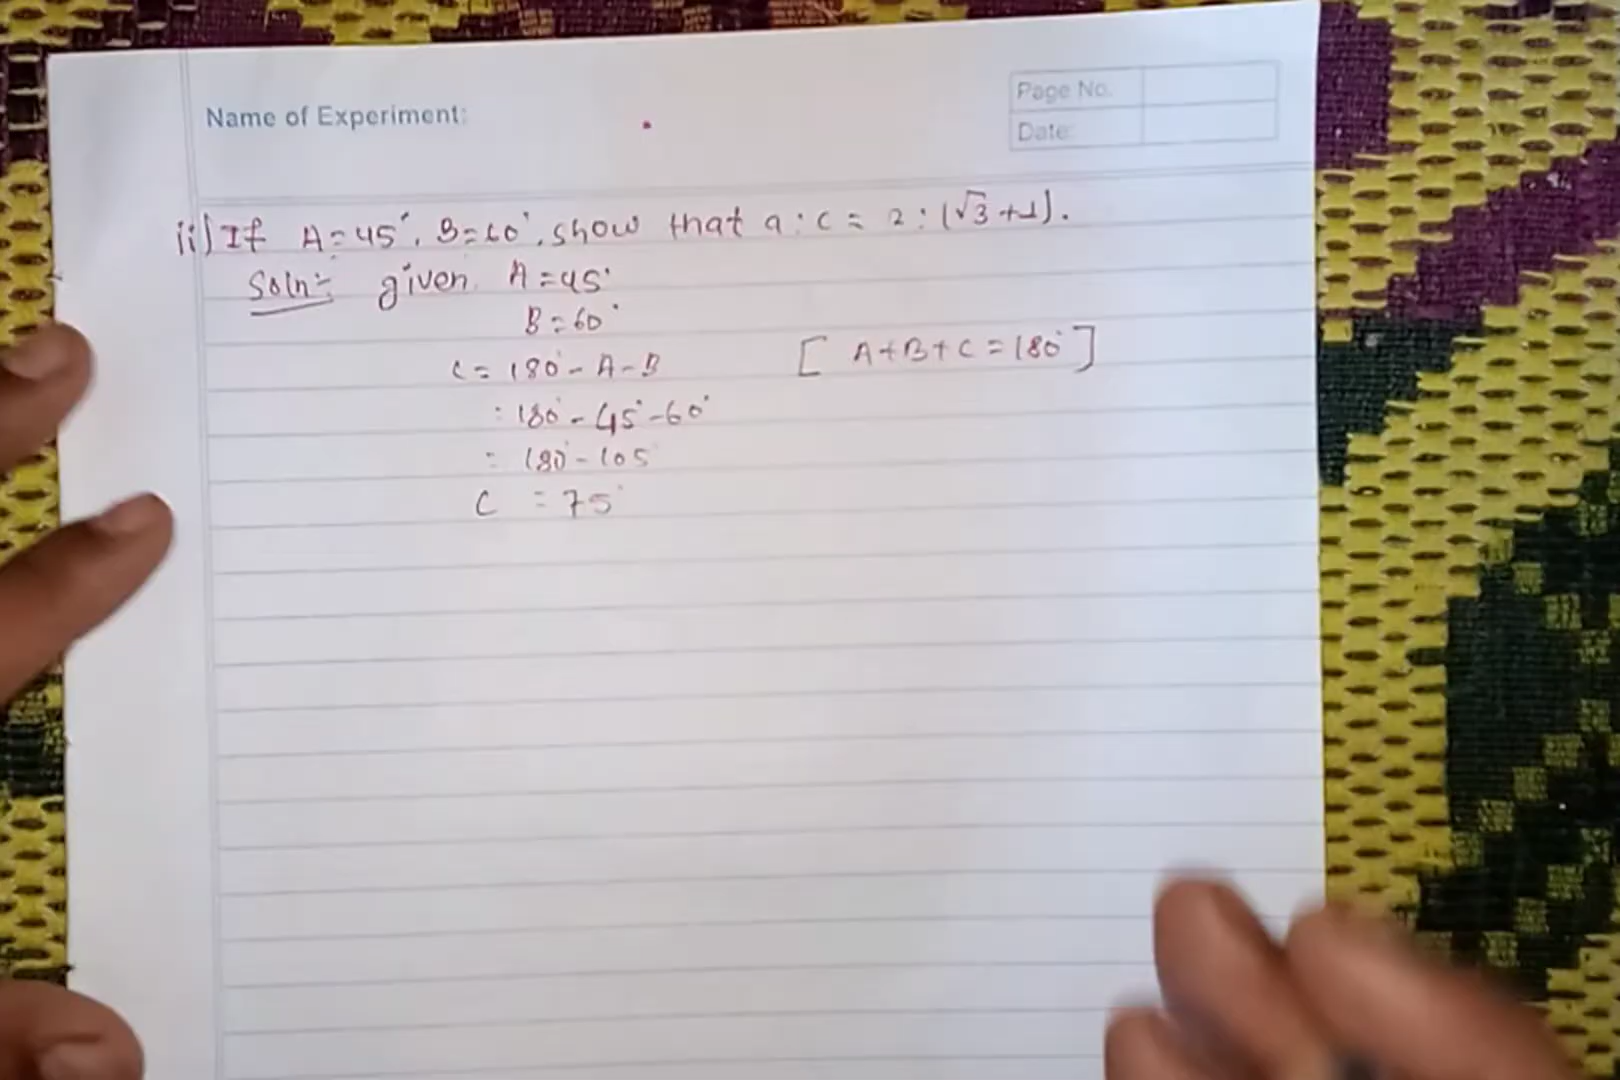 Name of Experiment:
Page No.
Date:
ii) If A=45°, B=60°, show that a:c = 2:(√3+1).
Soln:- given, A=45°
B=60°
C= 180°-A-B [A+B+C=180°]
= 180°-45°-60°
= 180°-105
C = 75°